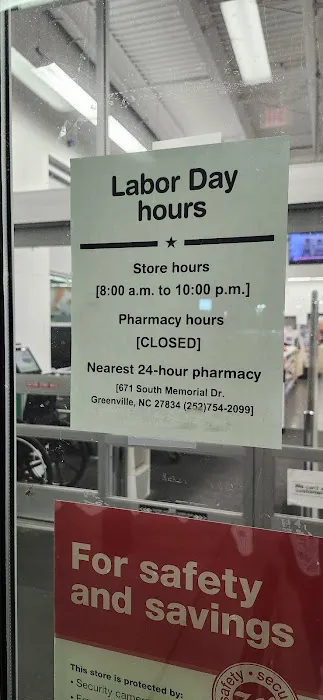 Labor Day
hours
Store hours
[8:00 a.m. to 10:00 p.m.]
Pharmacy hours
[CLOSED]
Nearest 24-hour pharmacy
[671 South Memorial Dr.
Greenville, NC 27834 (252)754-2099]
For safety
and savings
This store is protected by:
• Security